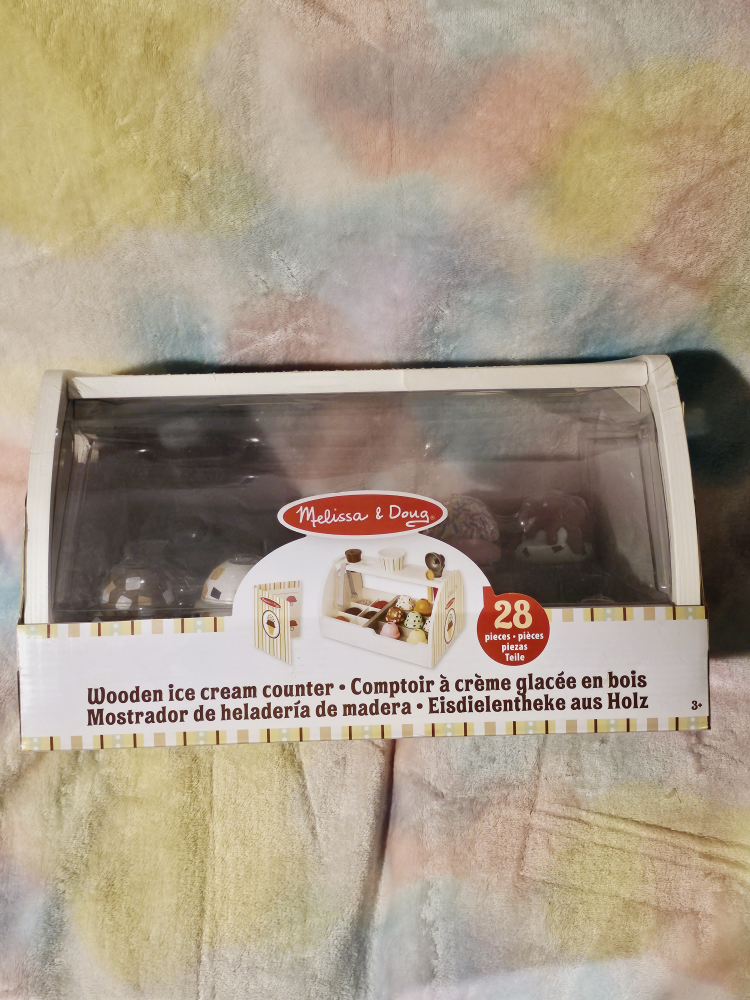 Melissa & Doug®
28
pieces • pièces
piezas
Teile
Wooden ice cream counter • Comptoir à crème glacée en bois
Mostrador de heladería de madera • Eisdielentheke aus Holz
3+